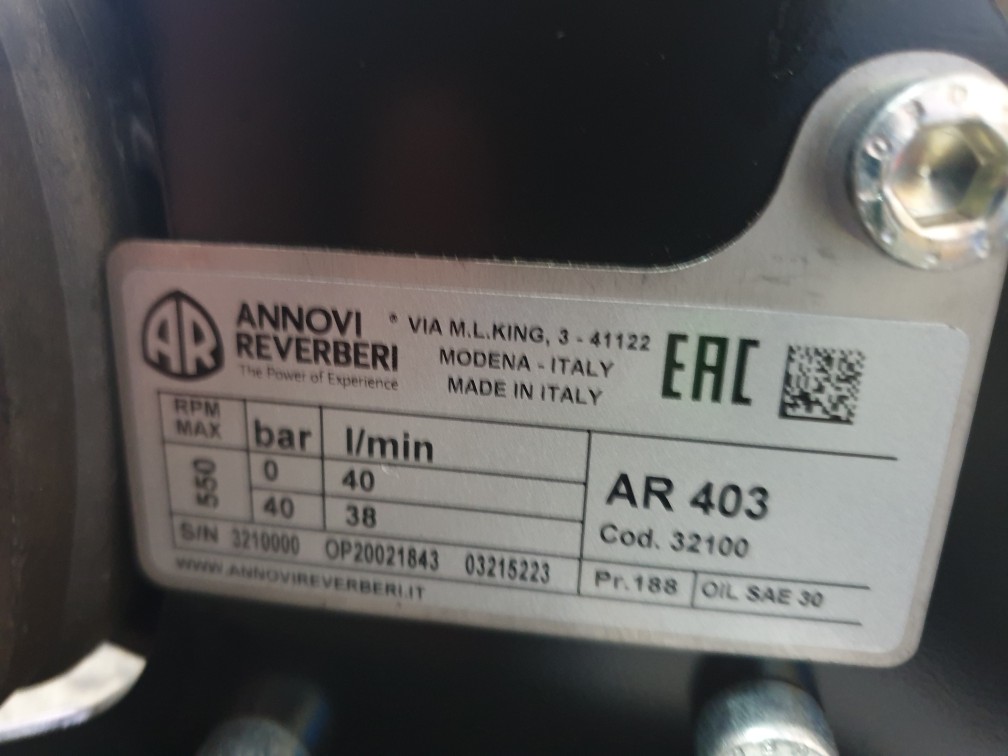 AR
ANNOVI
REVERBERI
The Power of Experience
® VIA M.L.KING, 3 - 41122
MODENA - ITALY
MADE IN ITALY
EAC
RPM
MAX
bar
l/min
550
0
40
40
38
AR 403
Cod. 32100
S/N 3210000 OP20021843 03215223
Pr.188
OIL SAE 30
WWW.ANNOVIREVERBERI.IT